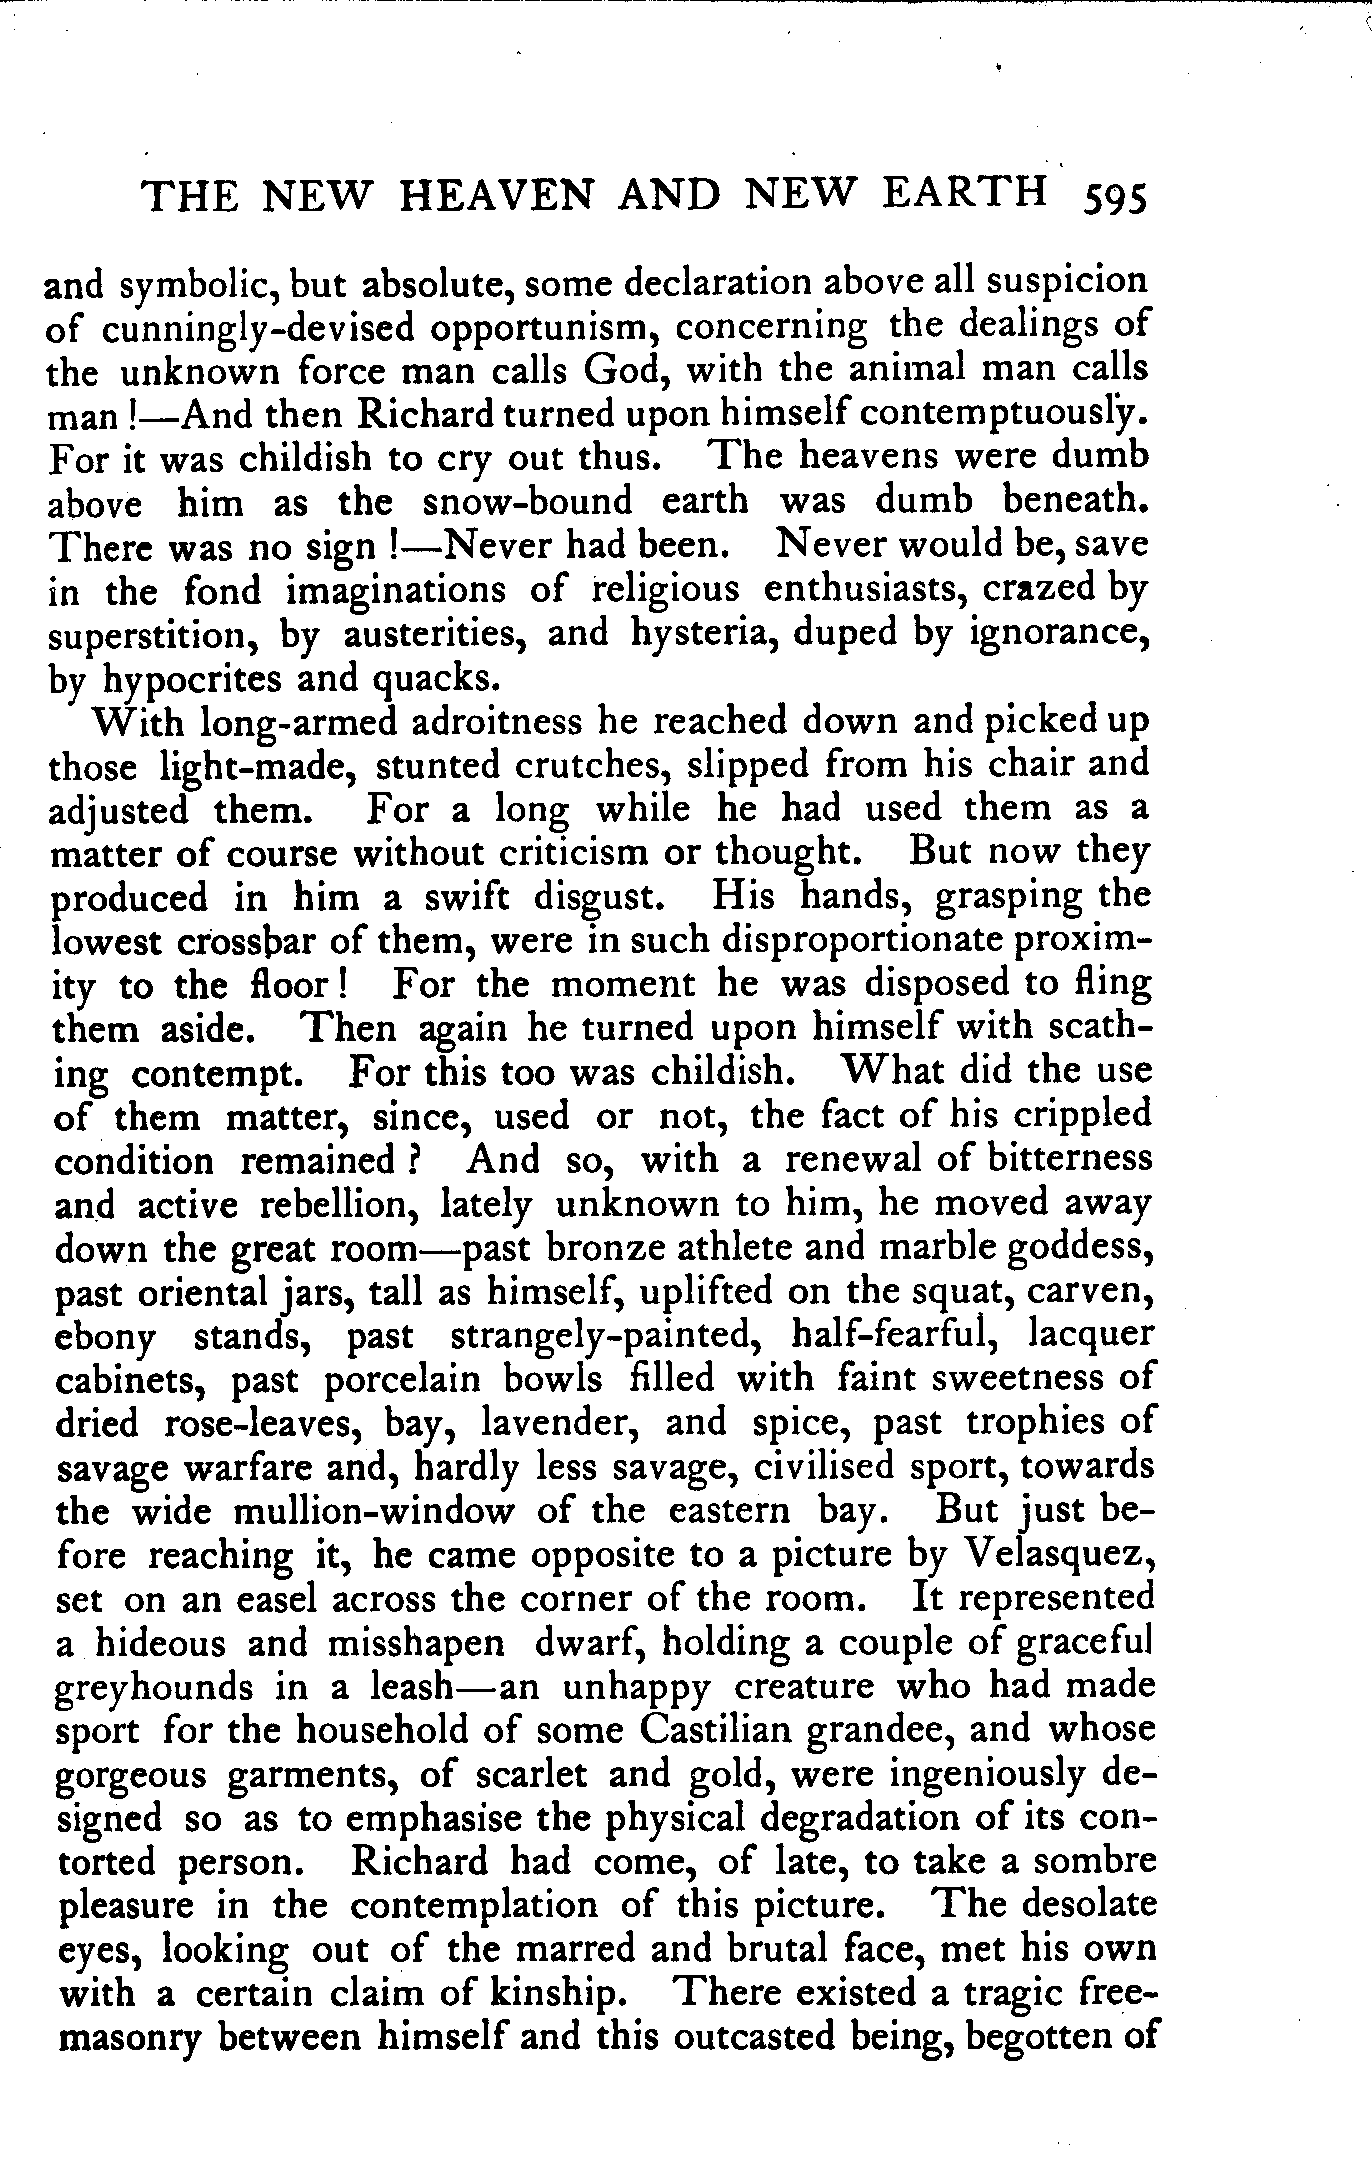 THE NEW HEAVEN AND NEW EARTH 595
and symbolic, but absolute, some declaration above all suspicion
of cunningly-devised opportunism, concerning the dealings of
the unknown force man calls God, with the animal man calls
man !—And then Richard turned upon himself contemptuously.
For it was childish to cry out thus. The heavens were dumb
above him as the snow-bound earth was dumb beneath.
There was no sign !—Never had been. Never would be, save
in the fond imaginations of religious enthusiasts, crazed by
superstition, by austerities, and hysteria, duped by ignorance,
by hypocrites and quacks.
With long-armed adroitness he reached down and picked up
those light-made, stunted crutches, slipped from his chair and
adjusted them. For a long while he had used them as a
matter of course without criticism or thought. But now they
produced in him a swift disgust. His hands, grasping the
lowest crossbar of them, were in such disproportionate proxim-
ity to the floor! For the moment he was disposed to fling
them aside. Then again he turned upon himself with scath-
ing contempt. For this too was childish. What did the use
of them matter, since, used or not, the fact of his crippled
condition remained ? And so, with a renewal of bitterness
and active rebellion, lately unknown to him, he moved away
down the great room—past bronze athlete and marble goddess,
past oriental jars, tall as himself, uplifted on the squat, carven,
ebony stands, past strangely-painted, half-fearful, lacquer
cabinets, past porcelain bowls filled with faint sweetness of
dried rose-leaves, bay, lavender, and spice, past trophies of
savage warfare and, hardly less savage, civilised sport, towards
the wide mullion-window of the eastern bay. But just be-
fore reaching it, he came opposite to a picture by Velasquez,
set on an easel across the corner of the room. It represented
a hideous and misshapen dwarf, holding a couple of graceful
greyhounds in a leash—an unhappy creature who had made
sport for the household of some Castilian grandee, and whose
gorgeous garments, of scarlet and gold, were ingeniously de-
signed so as to emphasise the physical degradation of its con-
torted person. Richard had come, of late, to take a sombre
pleasure in the contemplation of this picture. The desolate
eyes, looking out of the marred and brutal face, met his own
with a certain claim of kinship. There existed a tragic free-
masonry between himself and this outcasted being, begotten of